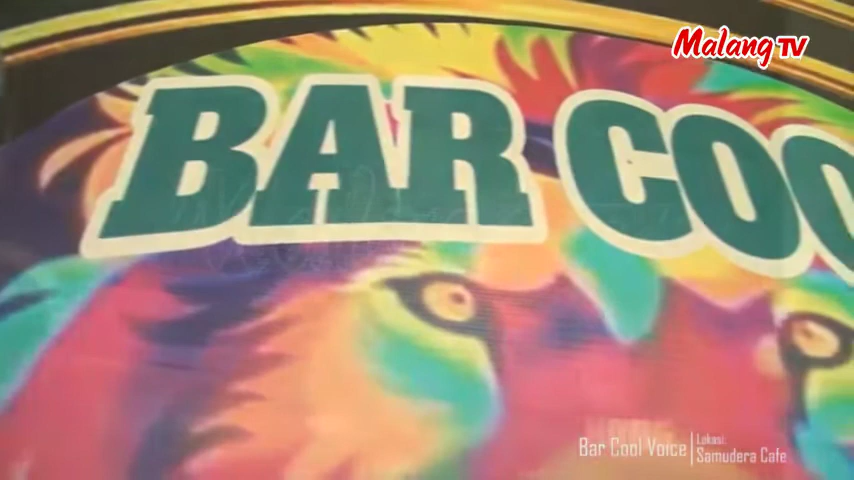 Malang TV
BAR COO
Bar Cool Voice
Lokasi:
Samudera Cafe